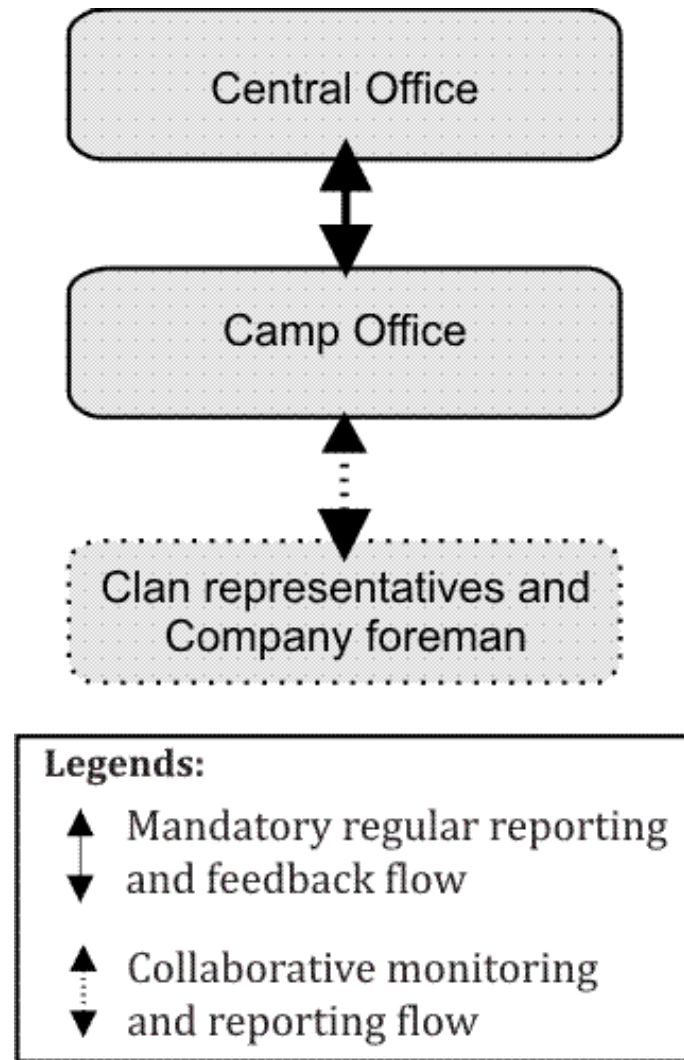 Central Office
Camp Office
Clan representatives and
Company foreman
Legends:
Mandatory regular reporting
and feedback flow
Collaborative monitoring
and reporting flow